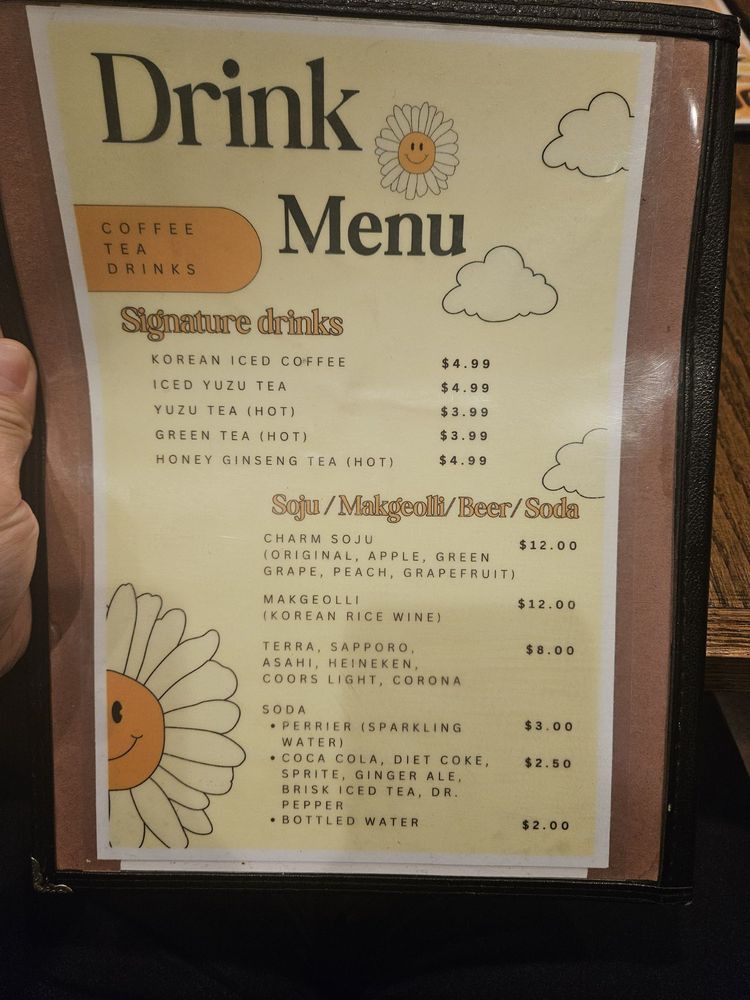 Drink
Menu
COFFEE
TEA
DRINKS
Signature drinks
KOREAN ICED COFFEE $4.99
ICED YUZU TEA $4.99
YUZU TEA (HOT) $3.99
GREEN TEA (HOT) $3.99
HONEY GINSENG TEA (HOT) $4.99
Soju / Makgeolli / Beer / Soda
CHARM SOJU $12.00
(ORIGINAL, APPLE, GREEN
GRAPE, PEACH, GRAPEFRUIT)
MAKGEOLLI $12.00
(KOREAN RICE WINE)
TERRA, SAPPORO, $8.00
ASAHI, HEINEKEN,
COORS LIGHT, CORONA
SODA
• PERRIER (SPARKLING $3.00
WATER)
• COCA COLA, DIET COKE, $2.50
SPRITE, GINGER ALE,
BRISK ICED TEA, DR.
PEPPER
• BOTTLED WATER $2.00